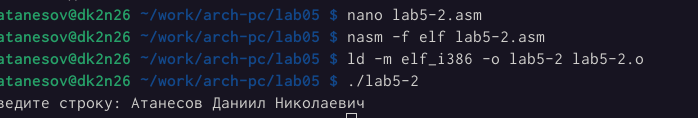 atanesov@dk2n26 ~/work/arch-pc/lab05 $ nano lab5-2.asm
atanesov@dk2n26 ~/work/arch-pc/lab05 $ nasm -f elf lab5-2.asm
atanesov@dk2n26 ~/work/arch-pc/lab05 $ ld -m elf_i386 -o lab5-2 lab5-2.o
atanesov@dk2n26 ~/work/arch-pc/lab05 $ ./lab5-2
ведите строку: Атанесов Даниил Николаевич